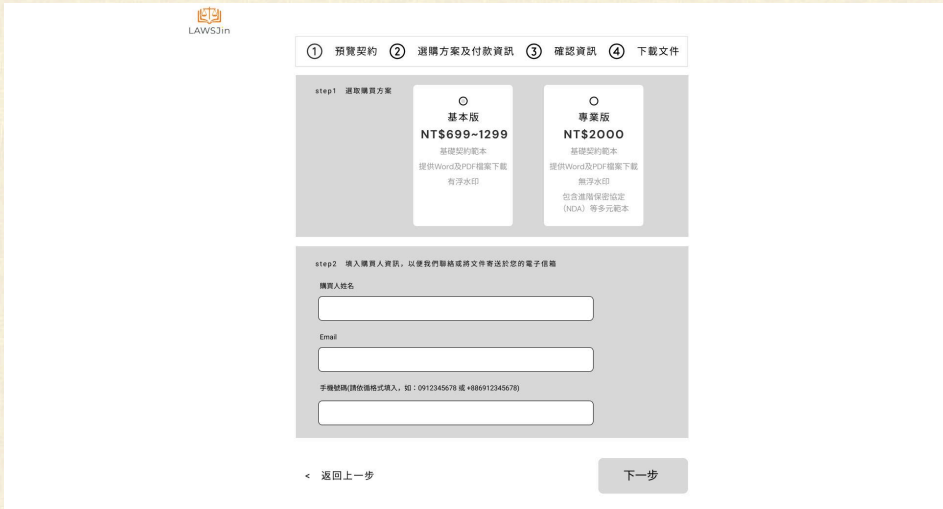 LAWSJin
① 預覽契約 ② 選購方案及付款資訊 ③ 確認資訊 ④ 下載文件
step1 選取購買方案
基本版
NT$699~1299
基礎契約範本
提供Word及PDF檔案下載
有浮水印
專業版
NT$2000
基礎契約範本
提供Word及PDF檔案下載
無浮水印
包含進階保密協定
（NDA）等多元範本
step2 填入購買人資訊，以便我們聯絡或將文件寄送於您的電子信箱
購買人姓名
Email
手機號碼(請依循格式填入，如：0912345678 或 +886912345678)
< 返回上一步
下一步